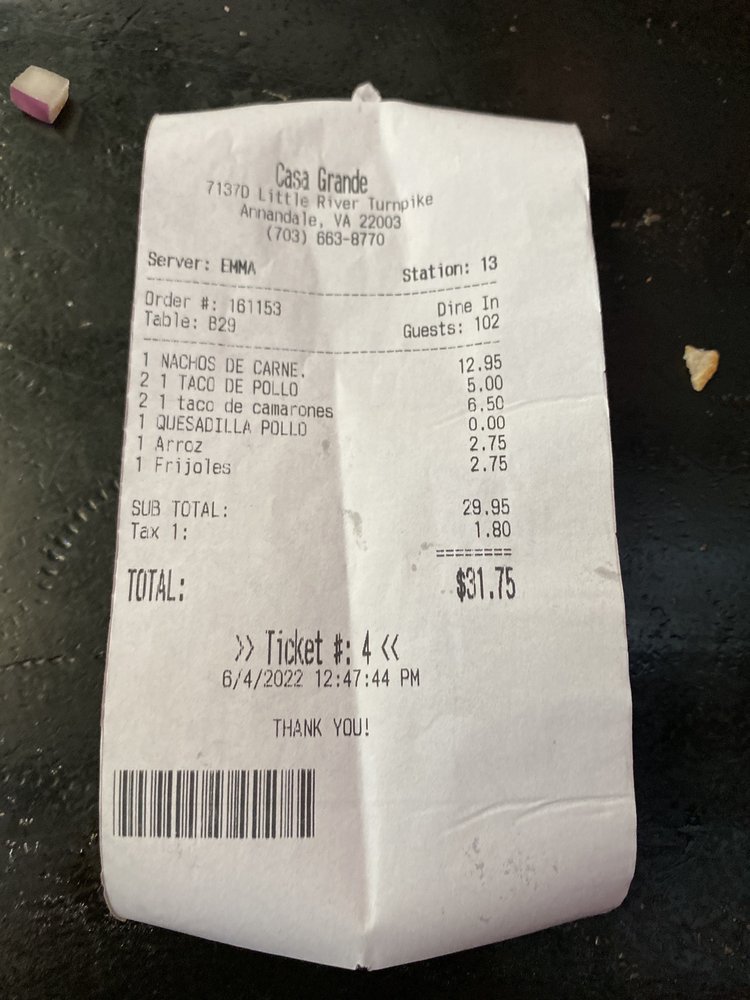 Casa Grande
7137D Little River Turnpike
Annandale, VA 22003
(703) 663-8770
Server: EMMA Station: 13
Order #: 161153 Dine In
Table: B29 Guests: 102
1 NACHOS DE CARNE. 12.95
2 1 TACO DE POLLO 5.00
2 1 taco de camarones 6.50
1 QUESADILLA POLLO 0.00
1 Arroz 2.75
1 Frijoles 2.75
SUB TOTAL: 29.95
Tax 1: 1.80
========
TOTAL: $31.75
>> Ticket #: 4 <<
6/4/2022 12:47:44 PM
THANK YOU!